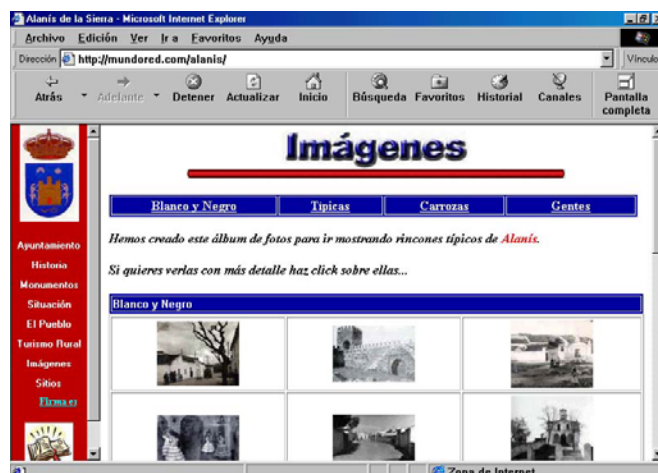 Alanís de la Sierra - Microsoft Internet Explorer
Archivo Edición Ver Ir a Favoritos Ayuda
Dirección http://mundored.com/alanis/ Vínculo
Atrás Adelante Detener Actualizar Inicio Búsqueda Favoritos Historial Canales Pantalla completa
Imágenes
Blanco y Negro Típicas Carrozas Gentes
Hemos creado este álbum de fotos para ir mostrando rincones típicos de Alanís.
Si quieres verlas con más detalle haz click sobre ellas...
Blanco y Negro
Ayuntamiento
Historia
Monumentos
Situación
El Pueblo
Turismo Rural
Imágenes
Sitios
Firma en
Zona de Internet